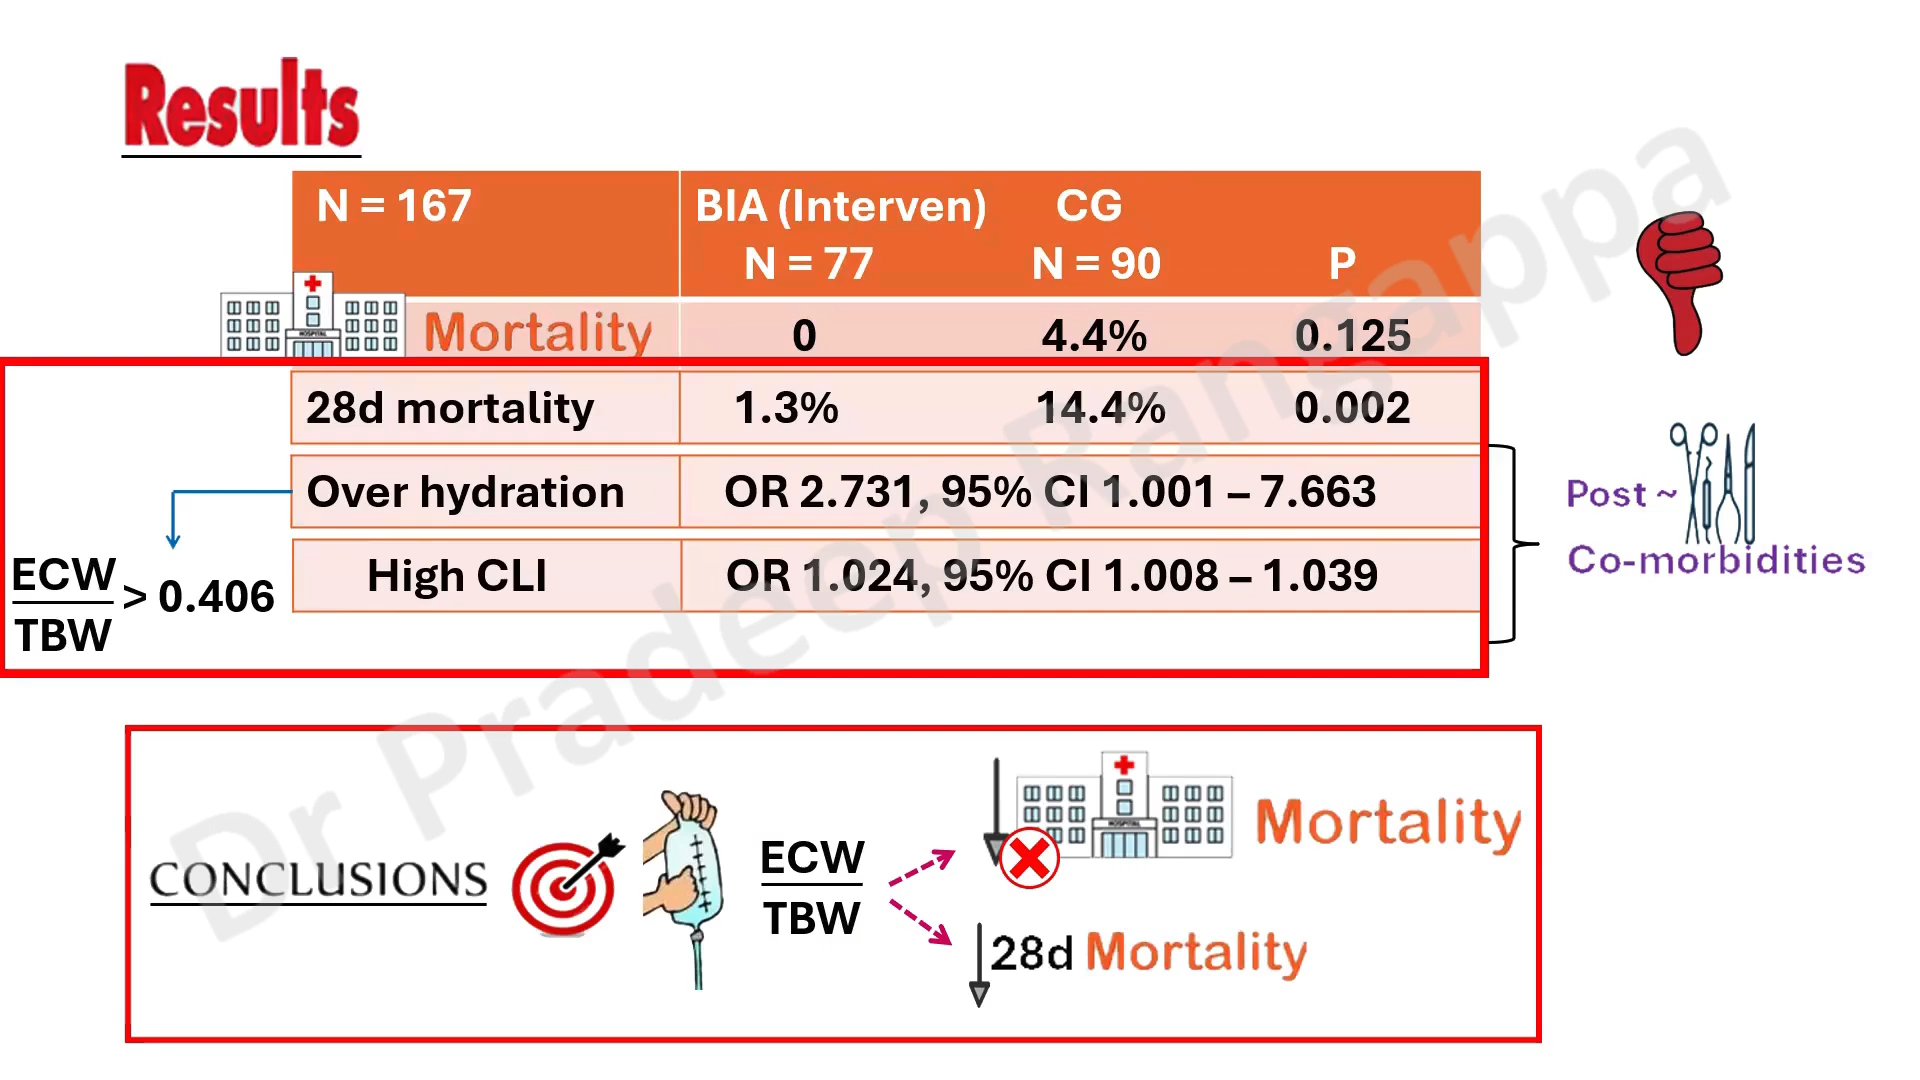 Results
N = 167 BIA (Interven) CG
N = 77 N = 90 P
HOSPITAL
Mortality 0 4.4% 0.125
28d mortality 1.3% 14.4% 0.002
Over hydration OR 2.731, 95% CI 1.001 – 7.663
High CLI OR 1.024, 95% CI 1.008 – 1.039
ECW
> 0.406
TBW
Post ~
Co-morbidities
CONCLUSIONS
ECW
TBW
HOSPITAL
Mortality
28d Mortality
Dr Pradeep Rangappa